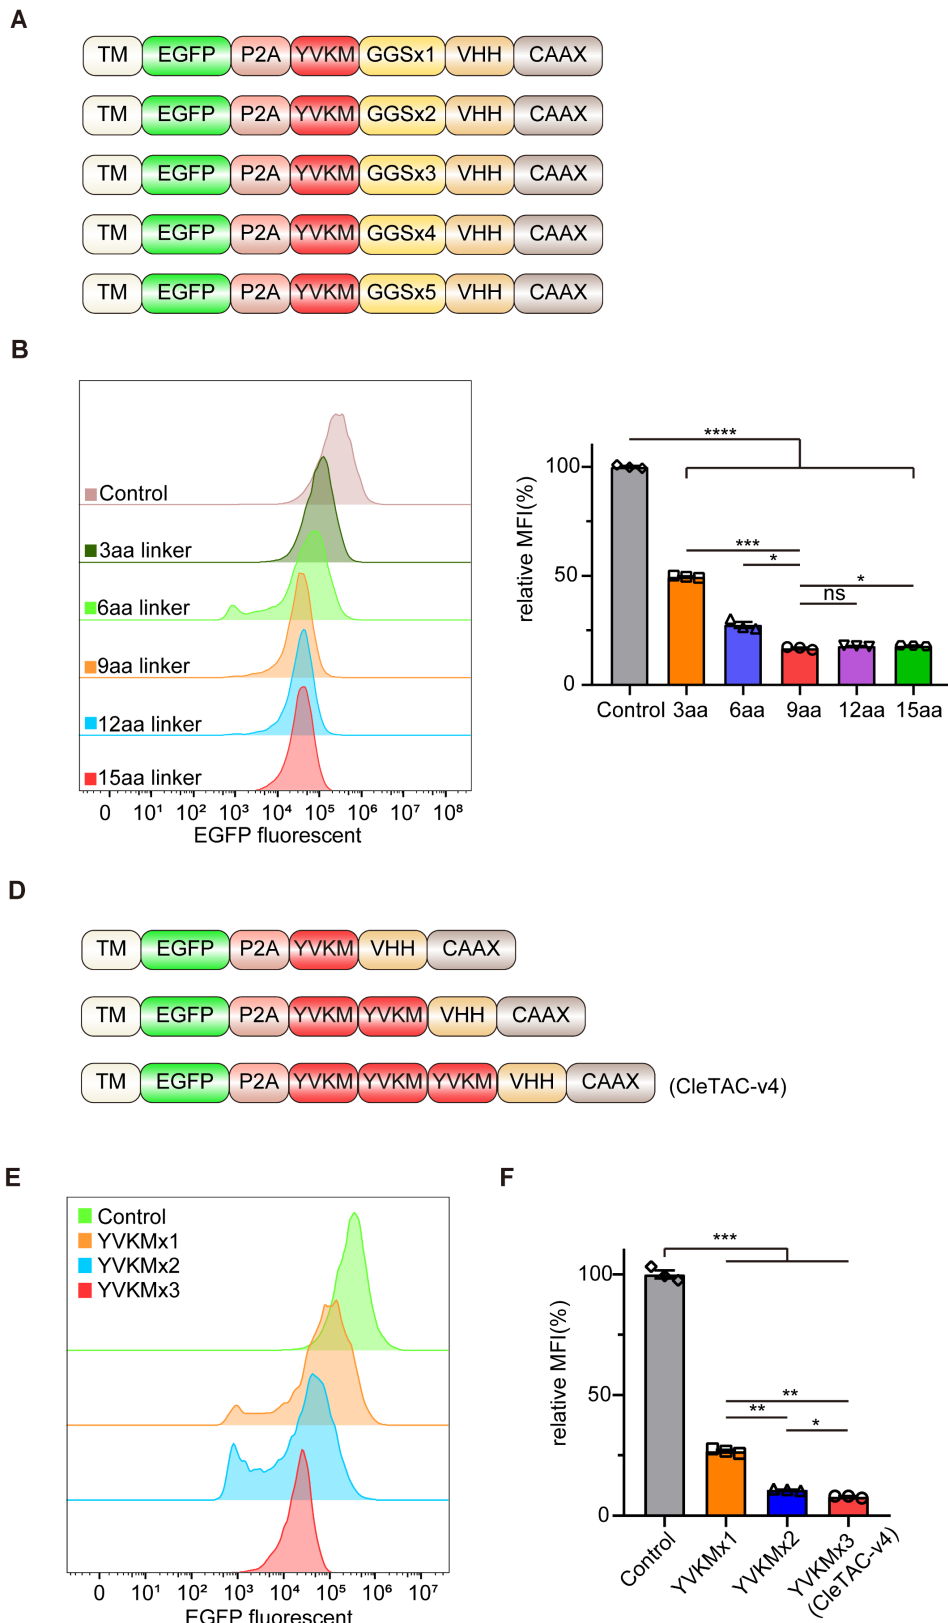 A
TM EGFP P2A YVKM GGSx1 VHH CAAX
TM EGFP P2A YVKM GGSx2 VHH CAAX
TM EGFP P2A YVKM GGSx3 VHH CAAX
TM EGFP P2A YVKM GGSx4 VHH CAAX
TM EGFP P2A YVKM GGSx5 VHH CAAX
B
Control
3aa linker
6aa linker
9aa linker
12aa linker
15aa linker
0 10¹ 10² 10³ 10⁴ 10⁵ 10⁶ 10⁷ 10⁸
EGFP fluorescent
relative MFI(%)
100
50
0
****
***
*
*
ns
Control 3aa 6aa 9aa 12aa 15aa
D
TM EGFP P2A YVKM VHH CAAX
TM EGFP P2A YVKM YVKM VHH CAAX
TM EGFP P2A YVKM YVKM YVKM VHH CAAX (CleTAC-v4)
E
Control
YVKMx1
YVKMx2
YVKMx3
0 10¹ 10² 10³ 10⁴ 10⁵ 10⁶ 10⁷
EGFP fluorescent
F
relative MFI(%)
100
50
0
***
**
**
*
Control
YVKMx1
YVKMx2
YVKMx3
(CleTAC-v4)